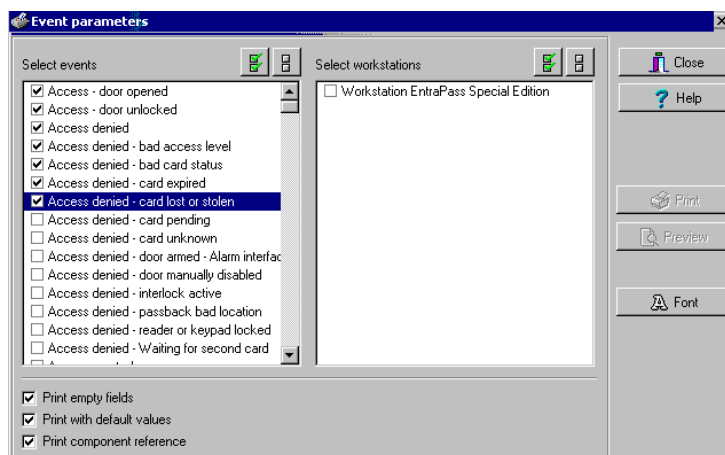 Event parameters
Select events
Select workstations
Close
Help
Print
Preview
Font
Access - door opened
Access - door unlocked
Access denied
Access denied - bad access level
Access denied - bad card status
Access denied - card expired
Access denied - card lost or stolen
Access denied - card pending
Access denied - card unknown
Access denied - door armed - Alarm interfac
Access denied - door manually disabled
Access denied - interlock active
Access denied - passback bad location
Access denied - reader or keypad locked
Access denied - Waiting for second card
Workstation EntraPass Special Edition
Print empty fields
Print with default values
Print component reference